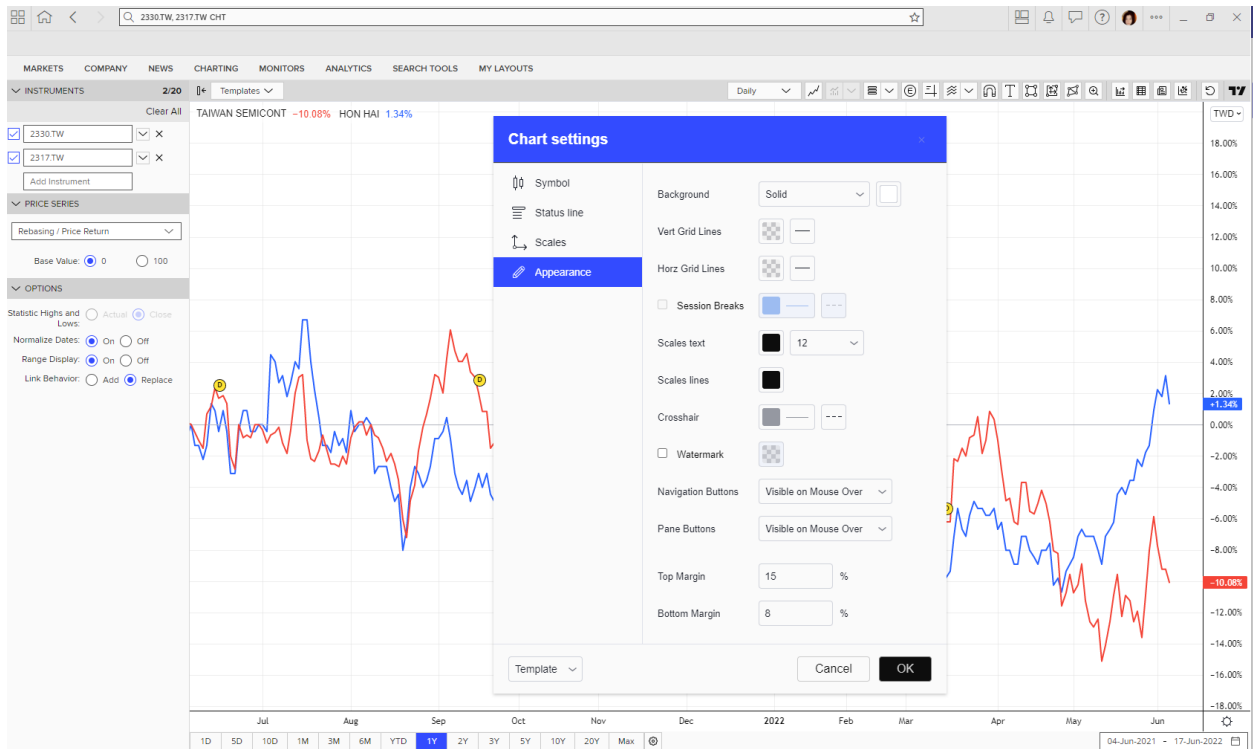 2330.TW, 2317.TW CHT
MARKETS COMPANY NEWS CHARTING MONITORS ANALYTICS SEARCH TOOLS MY LAYOUTS
INSTRUMENTS 2/20
Templates
Daily
Clear All
TAIWAN SEMICONT −10.08% HON HAI 1.34%
TWD
2330.TW
2317.TW
Add Instrument
PRICE SERIES
Rebasing / Price Return
Base Value: 0 100
OPTIONS
Statistic Highs and Lows: Actual Close
Normalize Dates: On Off
Range Display: On Off
Link Behavior: Add Replace
D
D
D
Chart settings
Symbol
Status line
Scales
Appearance
Background Solid
Vert Grid Lines
Horz Grid Lines
Session Breaks
Scales text 12
Scales lines
Crosshair
Watermark
Navigation Buttons Visible on Mouse Over
Pane Buttons Visible on Mouse Over
Top Margin 15 %
Bottom Margin 8 %
Template
Cancel OK
18.00%
16.00%
14.00%
12.00%
10.00%
8.00%
6.00%
4.00%
2.00%
+1.34%
0.00%
−2.00%
−4.00%
−6.00%
−8.00%
−10.08%
−12.00%
−14.00%
−16.00%
−18.00%
Jul Aug Sep Oct Nov Dec 2022 Feb Mar Apr May Jun
1D 5D 10D 1M 3M 6M YTD 1Y 2Y 3Y 5Y 10Y 20Y Max
04-Jun-2021 - 17-Jun-2022